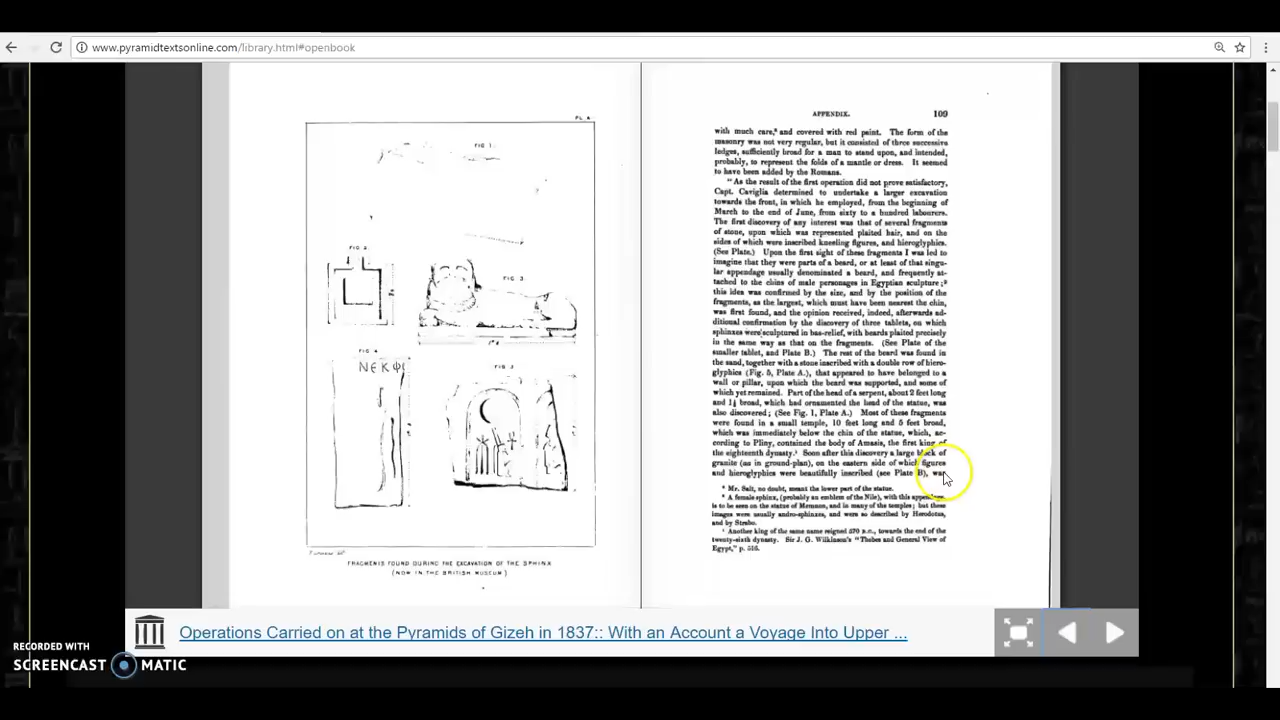 www.pyramidtextsonline.com/library.html#openbook
PL A
FIG 1.
FIG 2.
FIG 3
FIG 4
ΝЄΚΦ
FRAGMENTS FOUND DURING THE EXCAVATION OF THE SPHINX
(NOW IN THE BRITISH MUSEUM)
APPENDIX. 109
with much care,⁸ and covered with red paint. The form of the
masonry was not very regular, but it consisted of three successive
ledges, sufficiently broad for a man to stand upon, and intended,
probably, to represent the folds of a mantle or dress. It seemed
to have been added by the Romans.
"As the result of the first operation did not prove satisfactory,
Capt. Caviglia determined to undertake a larger excavation
towards the front, in which he employed, from the beginning of
March to the end of June, from sixty to a hundred labourers.
The first discovery of any interest was that of several fragments
of stone, upon which was represented plaited hair, and on the
sides of which were inscribed kneeling figures, and hieroglyphics.
(See Plate.) Upon the first sight of these fragments I was led to
imagine that they were parts of a beard, or at least of that singu-
lar appendage usually denominated a beard, and frequently at-
tached to the chins of male personages in Egyptian sculpture;⁹
this idea was confirmed by the size, and by the position of the
fragments, as the largest, which must have been nearest the chin,
was first found, and the opinion received, indeed, afterwards ad-
ditional confirmation by the discovery of three tablets, on which
sphinxes were sculptured in bas-relief, with beards plaited precisely
in the same way as that on the fragments. (See Plate of the
smaller tablet, and Plate B.) The rest of the beard was found in
the sand, together with a stone inscribed with a double row of hiero-
glyphics (Fig. 5, Plate A.), that appeared to have belonged to a
wall or pillar, upon which the beard was supported, and some of
which yet remained. Part of the head of a serpent, about 2 feet long
and 1½ broad, which had ornamented the head of the statue, was
also discovered; (See Fig. 1, Plate A.) Most of these fragments
were found in a small temple, 10 feet long and 5 feet broad,
which was immediately below the chin of the statue, which, ac-
cording to Pliny, contained the body of Amasis, the first king of
the eighteenth dynasty.¹ Soon after this discovery a large block of
granite (as in ground-plan), on the eastern side of which figures
and hieroglyphics were beautifully inscribed (see Plate B), was
⁸ Mr. Salt, no doubt, meant the lower part of the statue.
⁹ A female sphinx, (probably an emblem of the Nile), with this appendage,
is to be seen on the statue of Memnon, and in many of the temples; but these
images were usually andro-sphinxes, and were so described by Herodotus,
and by Strabo.
¹ Another king of the same name reigned 570 B.C., towards the end of the
twenty-sixth dynasty. Sir J. G. Wilkinson's "Thebes and General View of
Egypt," p. 516.
Operations Carried on at the Pyramids of Gizeh in 1837:: With an Account a Voyage Into Upper ...
RECORDED WITH
SCREENCAST MATIC